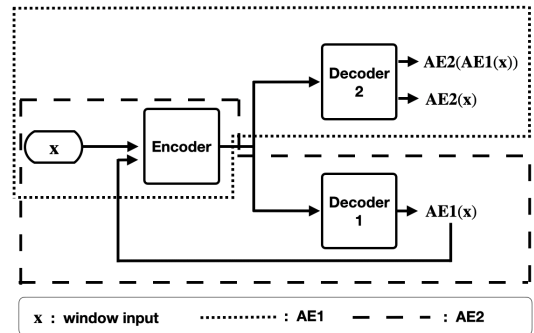 Decoder
2
AE2(AE1(x))
AE2(x)
x
Encoder
Decoder
1
AE1(x)
x : window input : AE1 : AE2